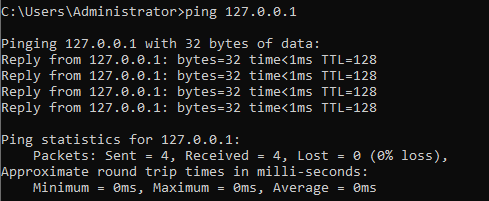 C:\Users\Administrator>ping 127.0.0.1
Pinging 127.0.0.1 with 32 bytes of data:
Reply from 127.0.0.1: bytes=32 time<1ms TTL=128
Reply from 127.0.0.1: bytes=32 time<1ms TTL=128
Reply from 127.0.0.1: bytes=32 time<1ms TTL=128
Reply from 127.0.0.1: bytes=32 time<1ms TTL=128
Ping statistics for 127.0.0.1:
Packets: Sent = 4, Received = 4, Lost = 0 (0% loss),
Approximate round trip times in milli-seconds:
Minimum = 0ms, Maximum = 0ms, Average = 0ms